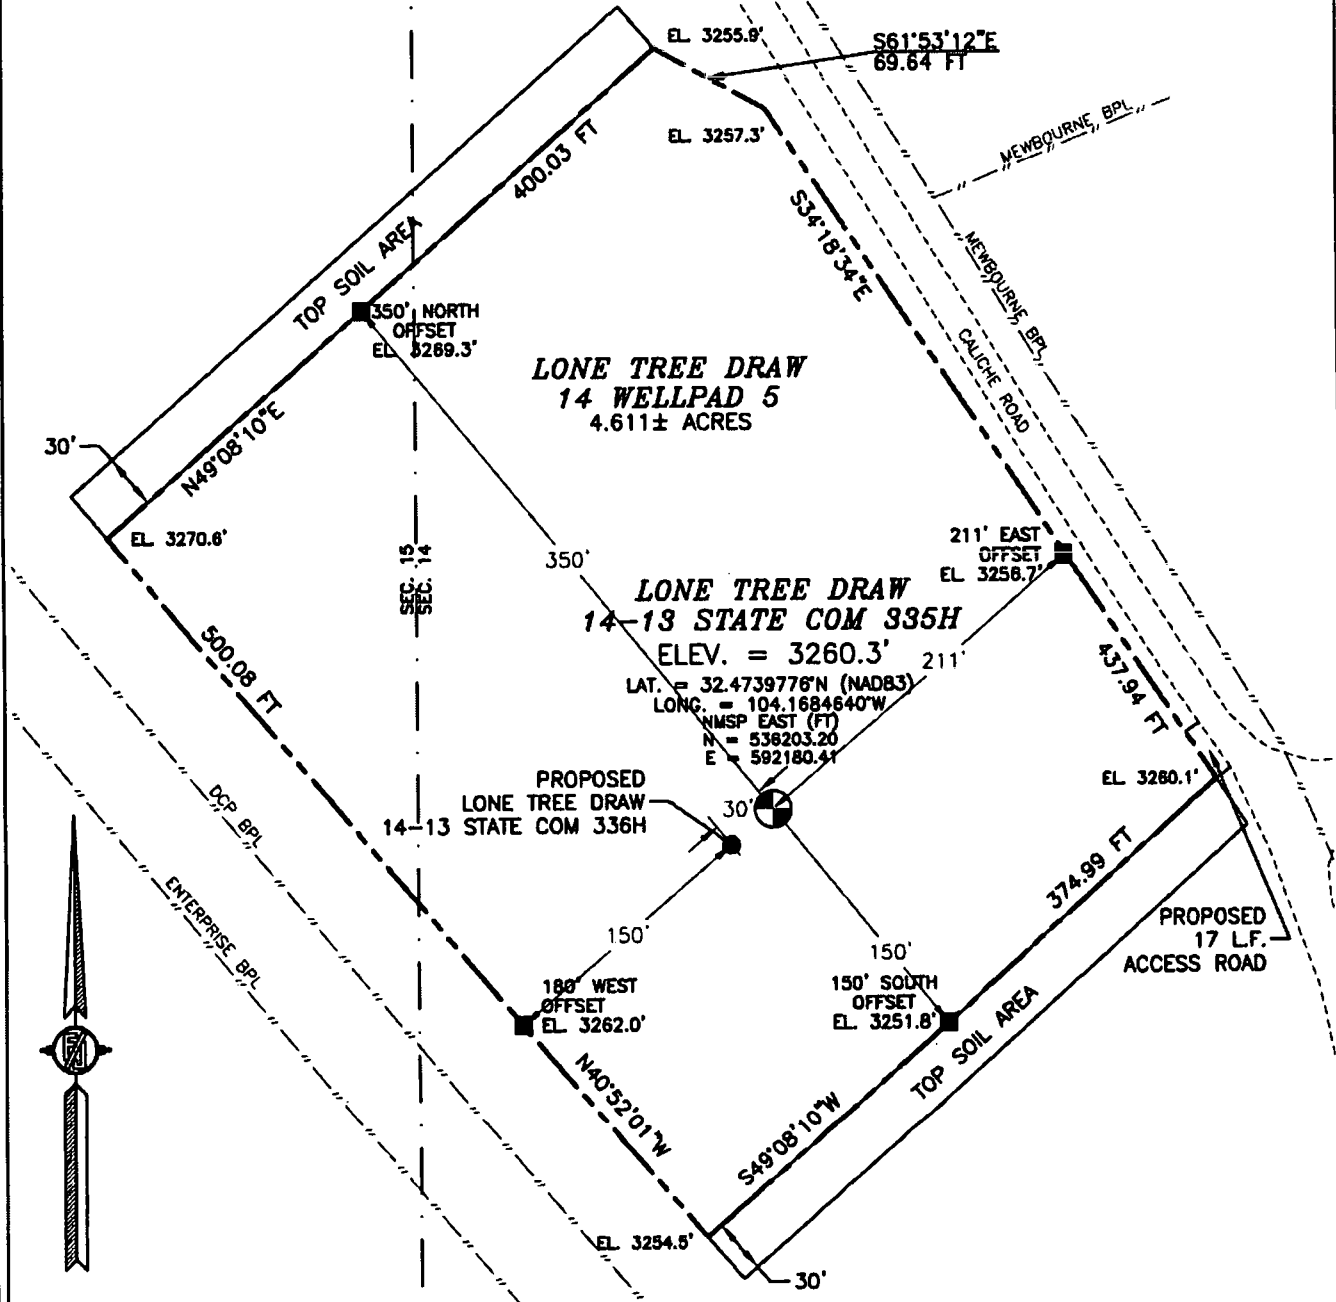 EL. 3255.9'
S61°53'12"E
69.64 FT
EL. 3257.3'
MEWBOURNE BPL
400.03 FT
S34°18'34"E
TOP SOIL AREA
MEWBOURNE BPL
350' NORTH
OFFSET
EL. 3269.3'
CALICHE ROAD
LONE TREE DRAW
14 WELLPAD 5
4.611± ACRES
30'
N49°08'10"E
EL. 3270.6'
SEC. 15
SEC. 14
350'
211' EAST
OFFSET
EL. 3256.7'
LONE TREE DRAW
14-13 STATE COM 335H
ELEV. = 3260.3'
211'
LAT. = 32.4739776°N (NAD83)
LONG. = 104.1684640°W
NMSP EAST (FT)
N = 536203.20
E = 592180.41
500.08 FT
437.94 FT
EL. 3260.1'
PROPOSED
LONE TREE DRAW
14-13 STATE COM 336H
30'
DCP BPL
ENTERPRISE BPL
374.99 FT
PROPOSED
17 L.F.
ACCESS ROAD
150'
150'
180' WEST
OFFSET
EL. 3262.0'
150' SOUTH
OFFSET
EL. 3251.8'
TOP SOIL AREA
N40°52'01"W
S49°08'10"W
EL. 3254.5'
30'